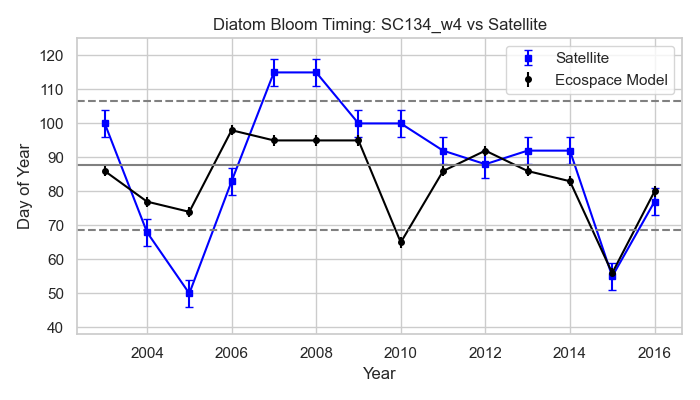 Diatom Bloom Timing: SC134_w4 vs Satellite
Satellite
Ecospace Model
Day of Year
120
110
100
90
80
70
60
50
40
2004 2006 2008 2010 2012 2014 2016
Year